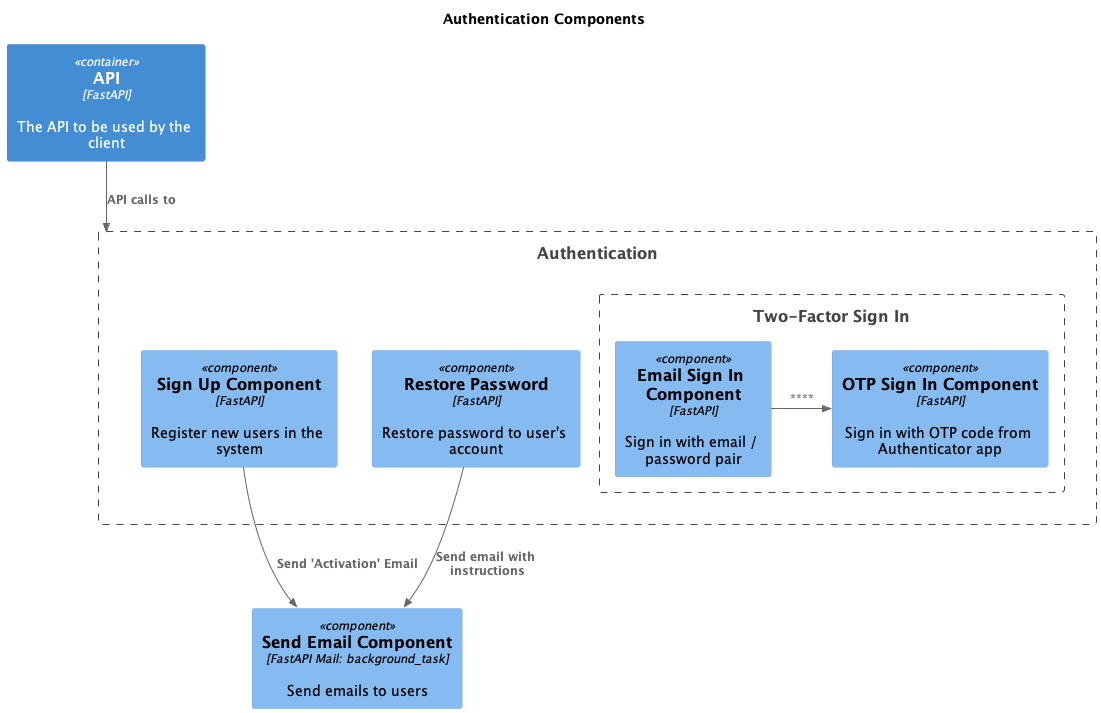 Authentication Components
«container»
API
[FastAPI]
The API to be used by the
client
API calls to
Authentication
Two-Factor Sign In
«component»
Sign Up Component
[FastAPI]
Register new users in the
system
«component»
Restore Password
[FastAPI]
Restore password to user's
account
«component»
Email Sign In
Component
[FastAPI]
Sign in with email /
password pair
****
«component»
OTP Sign In Component
[FastAPI]
Sign in with OTP code from
Authenticator app
Send 'Activation' Email
Send email with
instructions
«component»
Send Email Component
[FastAPI Mail: background_task]
Send emails to users